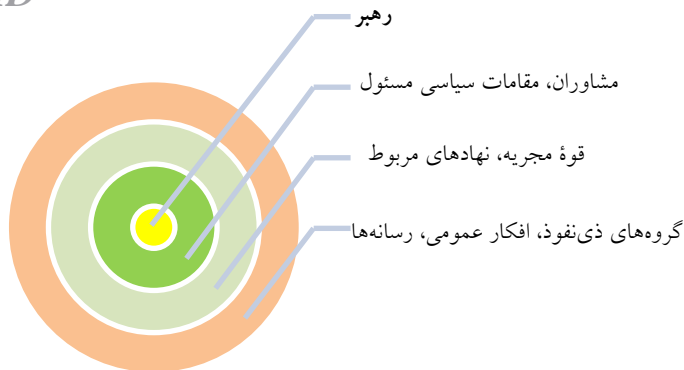 رهبر
مشاوران، مقامات سیاسی مسئول
قوهٔ مجریه، نهادهای مربوط
گروه‌های ذی‌نفوذ، افکار عمومی، رسانه‌ها